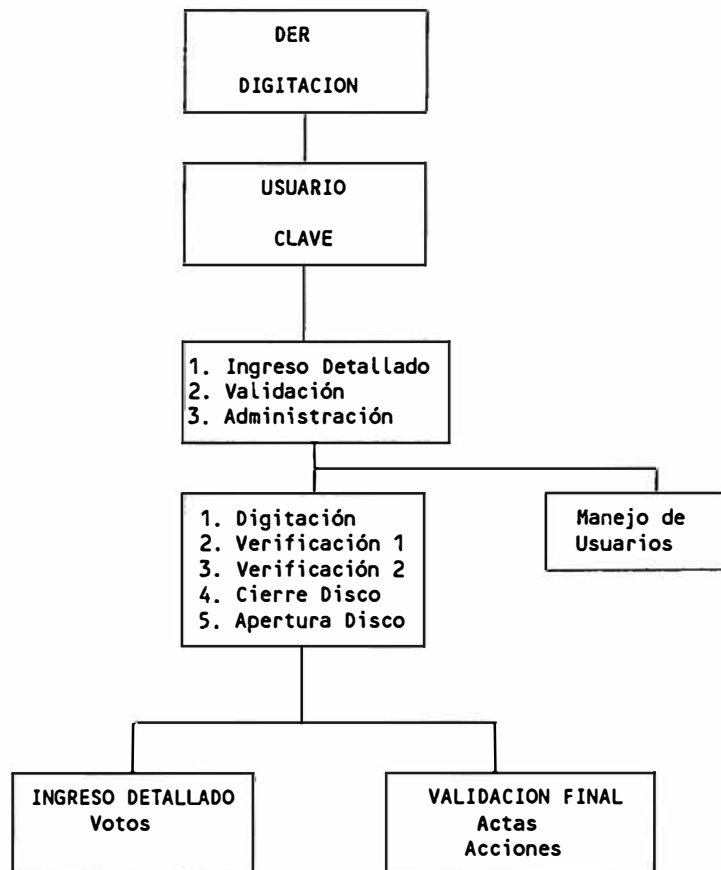 DER
DIGITACION
USUARIO
CLAVE
1. Ingreso Detallado
2. Validación
3. Administración
1. Digitación
2. Verificación 1
3. Verificación 2
4. Cierre Disco
5. Apertura Disco
Manejo de
Usuarios
INGRESO DETALLADO
Votos
VALIDACION FINAL
Actas
Acciones